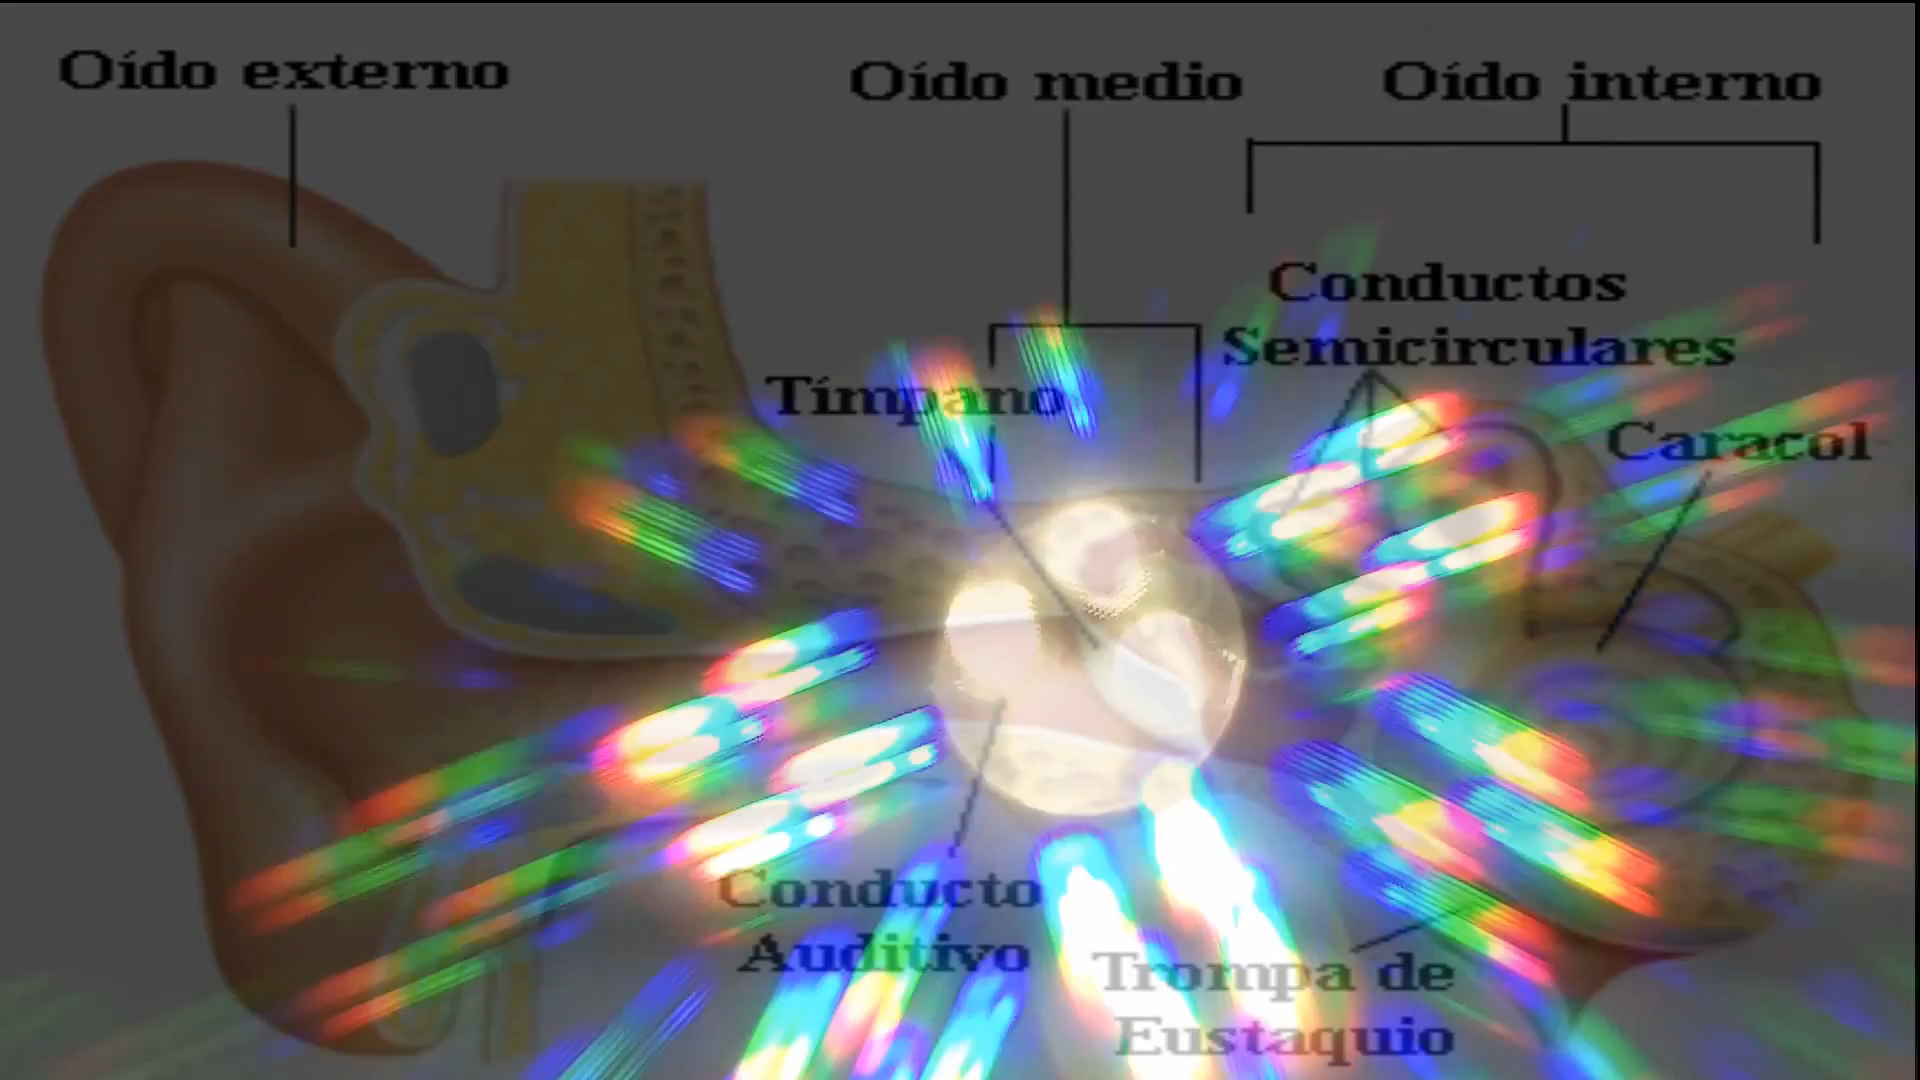 Oído externo
Oído medio
Oído interno
Conductos
Semicirculares
Tímpano
Caracol
Conducto
Auditivo
Trompa de
Eustaquio